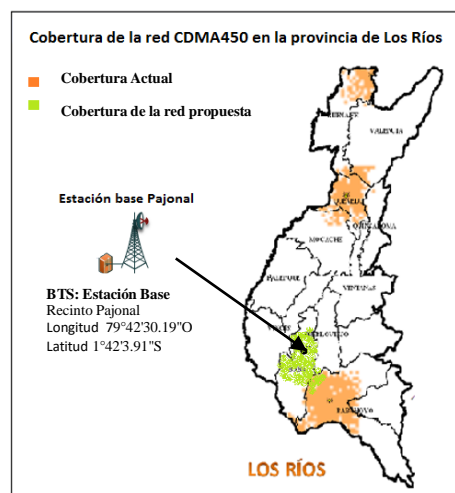 Cobertura de la red CDMA450 en la provincia de Los Ríos
Cobertura Actual
Cobertura de la red propuesta
VALENCIA
Estación base Pajonal
MOCACHE
BTS: Estación Base
Recinto Pajonal
Longitud 79°42'30.19"O
Latitud 1°42'3.91"S
VENTANAS
BABAHOYO
LOS RÍOS